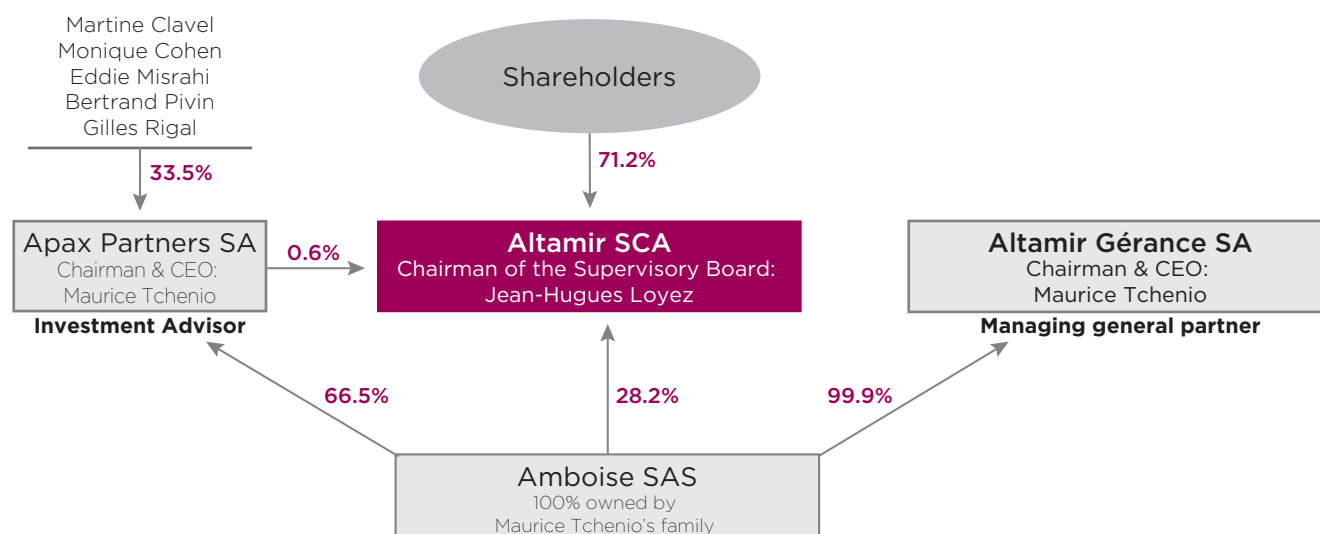 Martine Clavel
Monique Cohen
Eddie Misrahi
Bertrand Pivin
Gilles Rigal
33.5%
Shareholders
71.2%
Apax Partners SA
Chairman & CEO:
Maurice Tchenio
Investment Advisor
0.6%
Altamir SCA
Chairman of the Supervisory Board:
Jean-Hugues Loyez
Altamir Gérance SA
Chairman & CEO:
Maurice Tchenio
Managing general partner
66.5%
28.2%
99.9%
Amboise SAS
100% owned by
Maurice Tchenio’s family